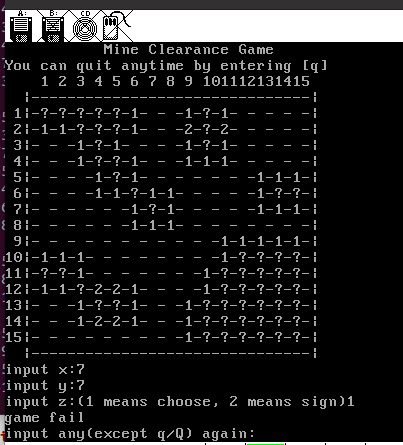 A: B: CD
Mine Clearance Game
You can quit anytime by entering [q]
1 2 3 4 5 6 7 8 9 101112131415
|-------------------------------|
1|-?-?-?-?-1- - -1-?-1- - - - -|
2|-1-1-?-?-1- - -2-?-2- - - - -|
3|- - -1-?-1- - -1-?-1- - - - -|
4|- - -1-?-1- - -1-1-1- - - - -|
5|- - -1-?-1- - - - - -1-1-1-|
6|- - - -1-1-?-1-1- - - -1-?-?-|
7|- - - - -1-?-1- - - - -1-1-1-|
8|- - - - -1-1-1- - - - - - - -|
9|- - - - - - - - - -1-1-1-1-1-|
10|-1-1-1- - - - - - -1-?-?-?-?-|
11|-?-?-1- - - - - - -1-?-?-?-?-?-|
12|-1-1-?-2-2-1- - - -1-?-?-?-?-?-|
13|- - -1-?-?-1- - -1-?-?-?-?-?-?-|
14|- - -1-2-2-1- - -1-?-?-?-?-?-?-|
15|- - - - - - - - -1-?-?-?-?-?-?-|
|-------------------------------|
input x:7
input y:7
input z:(1 means choose, 2 means sign)1
game fail
input any(except q/Q) again: